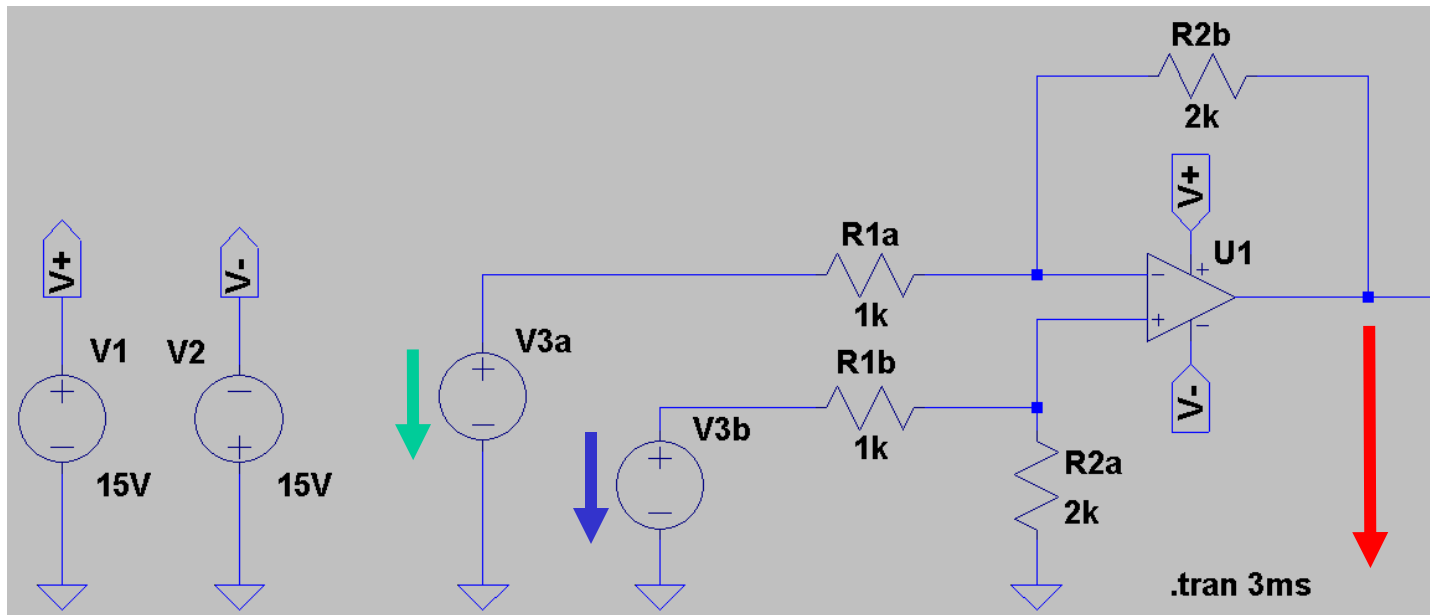 R2b
2k
V+
U1
+
R1a
1k
−
+
−
V-
V+
V1
+
−
15V
V-
V2
−
+
15V
V3a
+
−
R1b
1k
V3b
+
−
R2a
2k
.tran 3ms